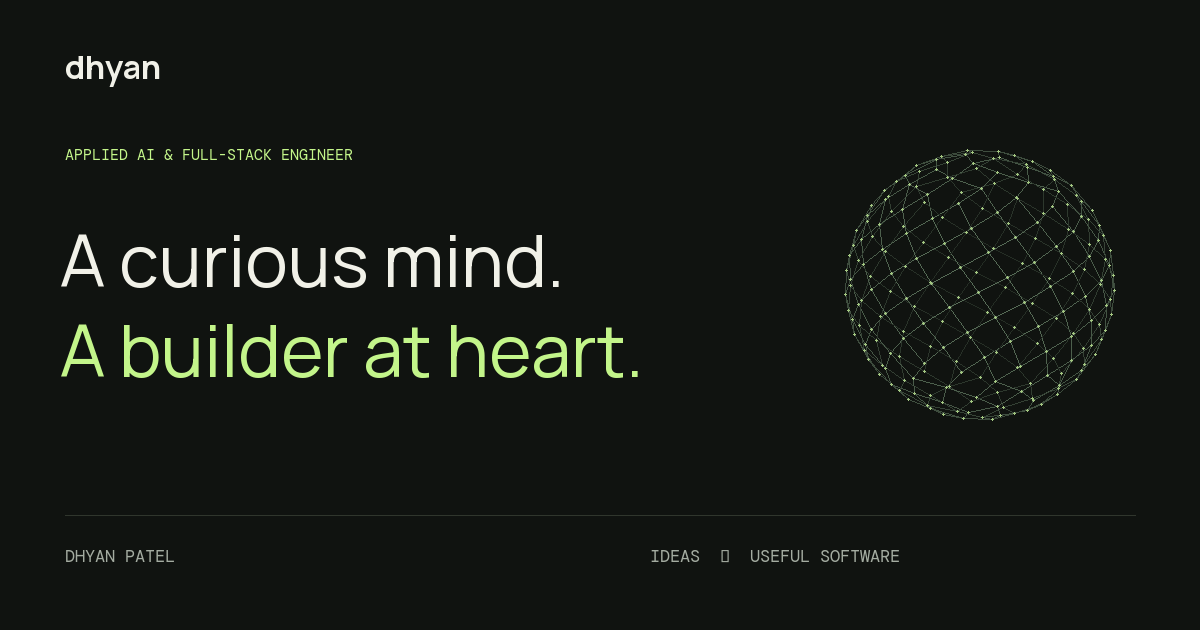 dhyan
APPLIED AI & FULL-STACK ENGINEER
A curious mind.
A builder at heart.
DHYAN PATEL
IDEAS ▯ USEFUL SOFTWARE